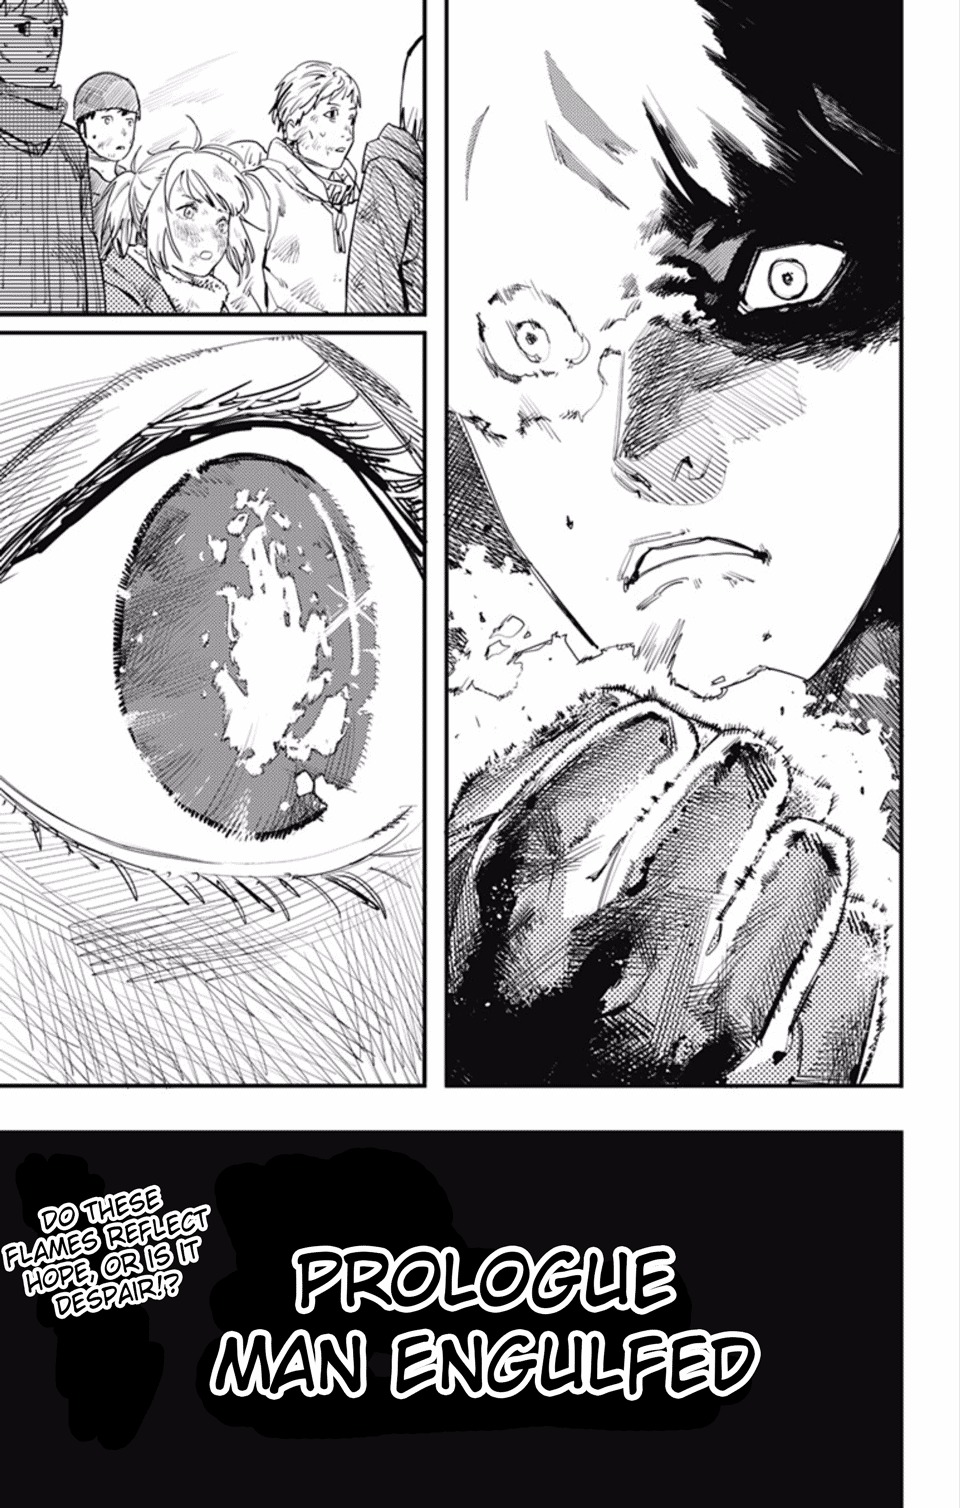 DO THESE
FLAMES REFLECT
HOPE, OR IS IT
DESPAIR!?
PROLOGUE
MAN ENGULFED